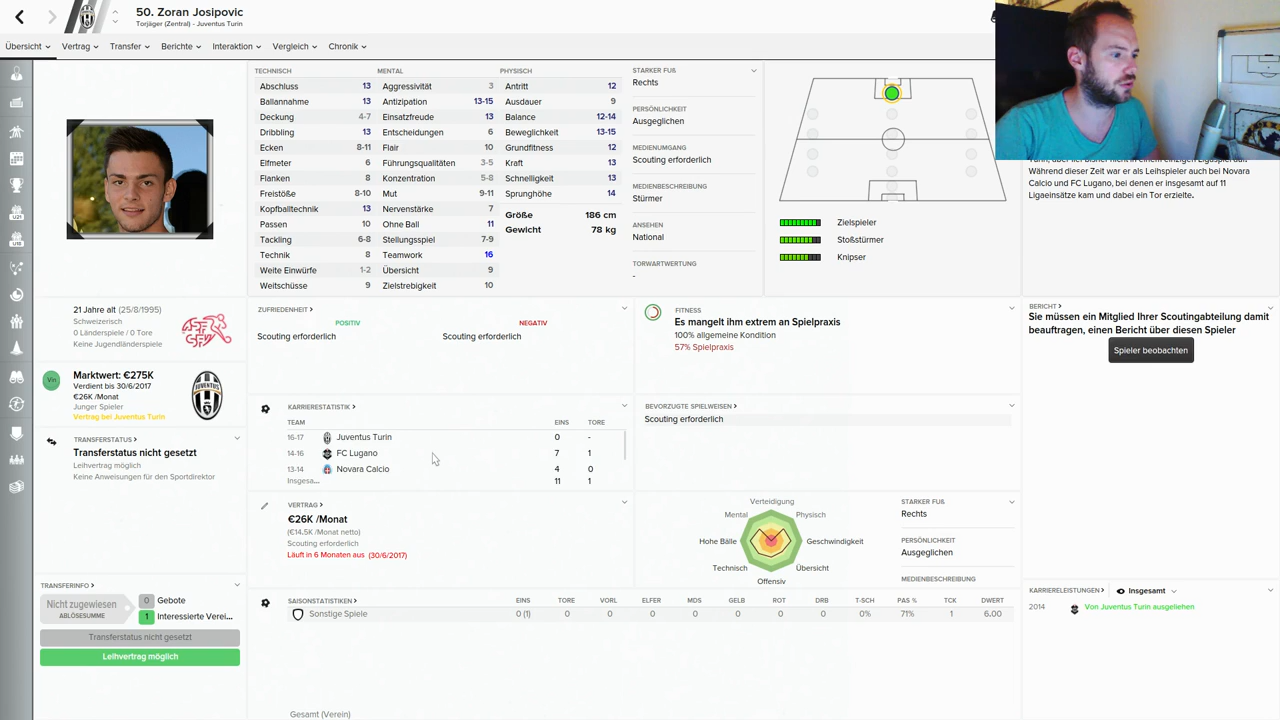 50. Zoran Josipovic
Torjäger (Zentral) - Juventus Turin
Übersicht Vertrag Transfer Berichte Interaktion Vergleich Chronik
TECHNISCH
Abschluss 13
Ballannahme 13
Deckung 4-7
Dribbling 13
Ecken 8-11
Elfmeter 6
Flanken 8
Freistöße 8-10
Kopfballtechnik 13
Passen 10
Tackling 6-8
Technik 8
Weite Einwürfe 1-2
Weitschüsse 9
MENTAL
Aggressivität 3
Antizipation 13-15
Einsatzfreude 13
Entscheidungen 6
Flair 10
Führungsqualitäten 3-5
Konzentration 5-8
Mut 9-11
Nervenstärke 7
Ohne Ball 11
Stellungsspiel 7-9
Teamwork 16
Übersicht 9
Zielstrebigkeit 10
PHYSISCH
Antritt 12
Ausdauer 9
Balance 12-14
Beweglichkeit 13-15
Grundfitness 12
Kraft 13
Schnelligkeit 13
Sprunghöhe 14
Größe 186 cm
Gewicht 78 kg
STARKER FUß
Rechts
PERSÖNLICHKEIT
Ausgeglichen
MEDIENUMGANG
Scouting erforderlich
MEDIENBESCHREIBUNG
Stürmer
ANSEHEN
National
TORWARTWERTUNG
-
Zielspieler
Stoßstürmer
Knipser
Während dieser Zeit war er als Leihspieler auch bei Novara
Calcio und FC Lugano, bei denen er insgesamt auf 11
Ligaeinsätze kam und dabei ein Tor erzielte.
21 Jahre alt (25/8/1995)
Schweizerisch
0 Länderspiele / 0 Tore
Keine Jugendländerspiele
Marktwert: €275K
Verdient bis 30/6/2017
€26K /Monat
Junger Spieler
Vertrag bei Juventus Turin
TRANSFERSTATUS
Transferstatus nicht gesetzt
Leihvertrag möglich
Keine Anweisungen für den Sportdirektor
TRANSFERINFO
Nicht zugewiesen
ABLÖSESUMME
0 Gebote
1 Interessierte Verei...
Transferstatus nicht gesetzt
Leihvertrag möglich
ZUFRIEDENHEIT
POSITIV NEGATIV
Scouting erforderlich Scouting erforderlich
FITNESS
Es mangelt ihm extrem an Spielpraxis
100% allgemeine Kondition
57% Spielpraxis
KARRIERESTATISTIK
TEAM EINS TORE
16-17 Juventus Turin 0 -
14-16 FC Lugano 7 1
13-14 Novara Calcio 4 0
Insgesa... 11 1
BEVORZUGTE SPIELWEISEN
Scouting erforderlich
VERTRAG
€26K /Monat
(€14.5K /Monat netto)
Scouting erforderlich
Läuft in 6 Monaten aus (30/6/2017)
Verteidigung
Mental Physisch
Hohe Bälle Geschwindigkeit
Technisch Übersicht
Offensiv
STARKER FUß
Rechts
PERSÖNLICHKEIT
Ausgeglichen
MEDIENBESCHREIBUNG
SAISONSTATISTIKEN EINS TORE VORL ELFER MDS GELB ROT DRB T-SCH PAS % TCK DWERT
Sonstige Spiele 0 (1) 0 0 0 0 0 0 0 0% 71% 1 6.00
Gesamt (Verein)
BERICHT
Sie müssen ein Mitglied Ihrer Scoutingabteilung damit
beauftragen, einen Bericht über diesen Spieler
Spieler beobachten
KARRIERELEISTUNGEN Insgesamt
2014 Von Juventus Turin ausgeliehen